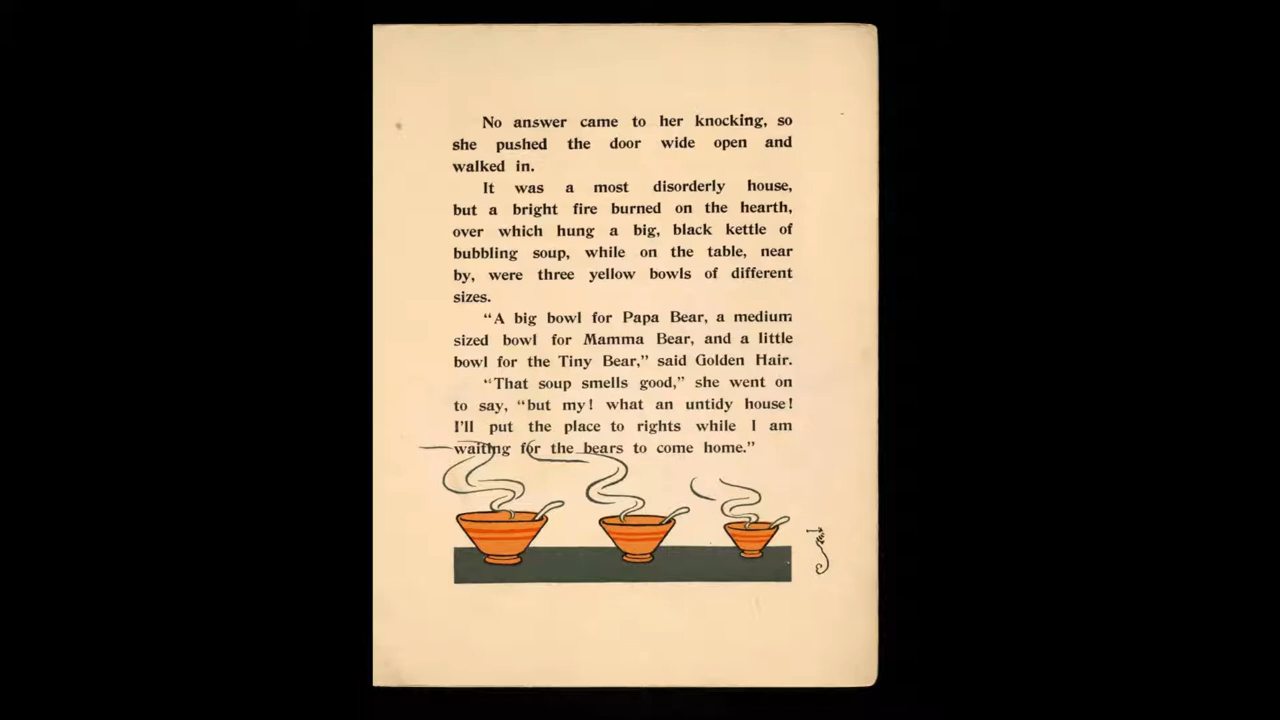 No answer came to her knocking, so
she pushed the door wide open and
walked in.
It was a most disorderly house,
but a bright fire burned on the hearth,
over which hung a big, black kettle of
bubbling soup, while on the table, near
by, were three yellow bowls of different
sizes.
“A big bowl for Papa Bear, a medium
sized bowl for Mamma Bear, and a little
bowl for the Tiny Bear,” said Golden Hair.
“That soup smells good,” she went on
to say, “but my! what an untidy house!
I’ll put the place to rights while I am
waiting for the bears to come home.”